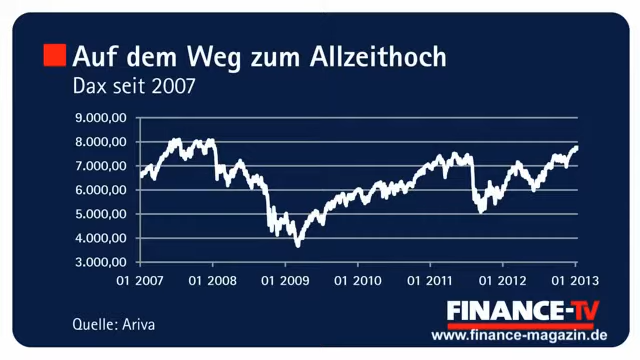 Auf dem Weg zum Allzeithoch
Dax seit 2007
9.000,00
8.000,00
7.000,00
6.000,00
5.000,00
4.000,00
3.000,00
01 2007 01 2008 01 2009 01 2010 01 2011 01 2012 01 2013
Quelle: Ariva
FINANCE-TV
www.finance-magazin.de